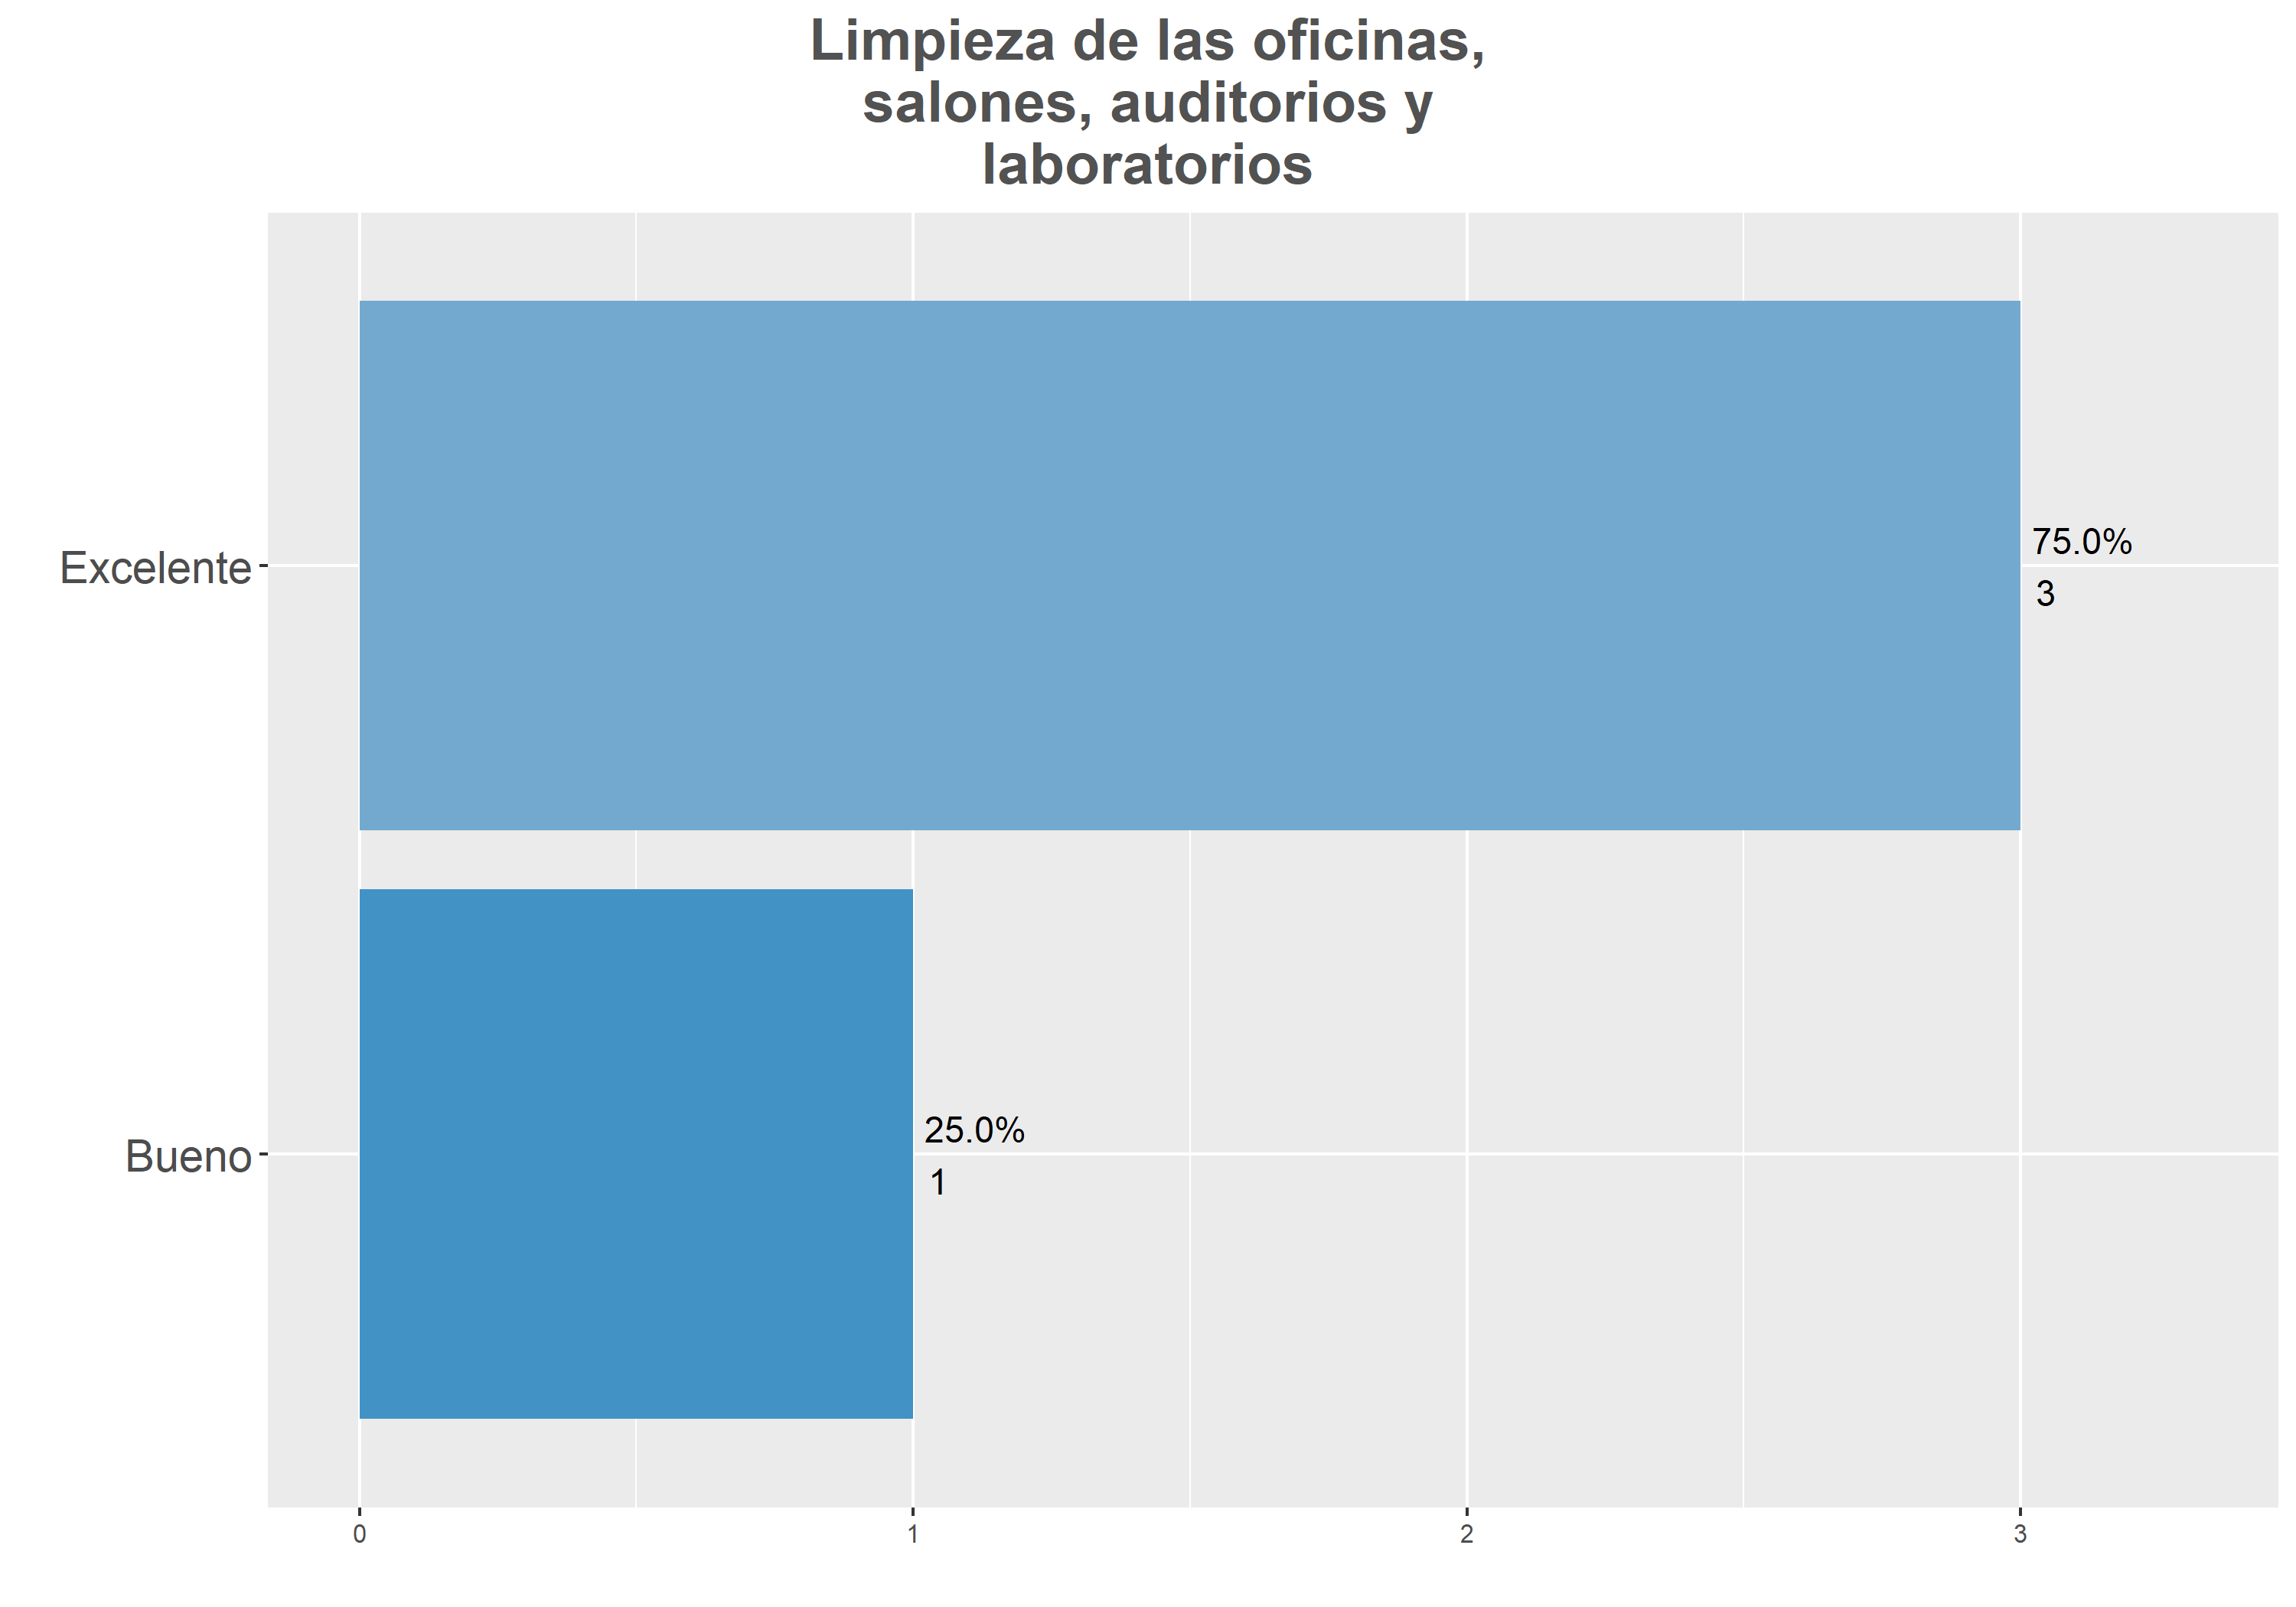 Limpieza de las oficinas,
salones, auditorios y
laboratorios
Excelente
75.0%
3
Bueno
25.0%
1
0 1 2 3